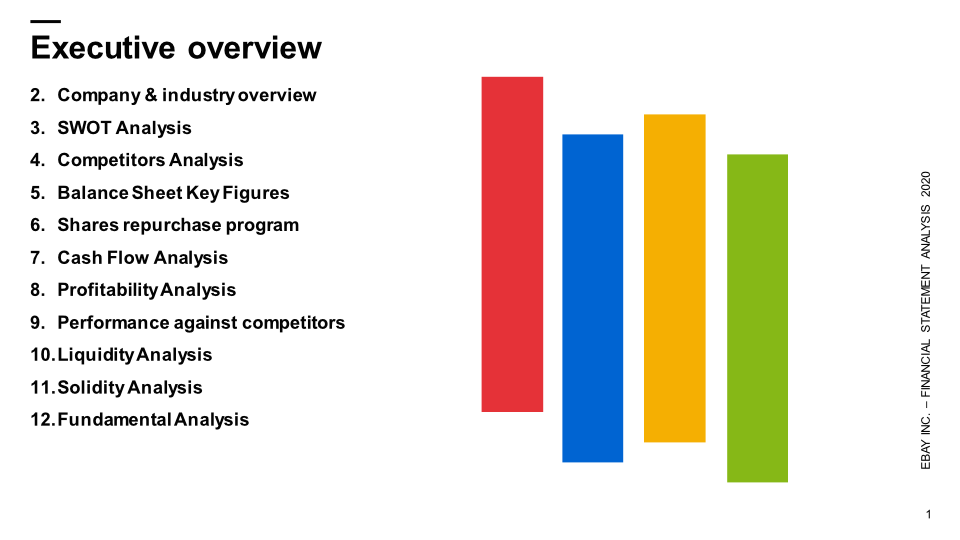 Executive overview
2. Company & industry overview
3. SWOT Analysis
4. Competitors Analysis
5. Balance Sheet Key Figures
6. Shares repurchase program
7. Cash Flow Analysis
8. Profitability Analysis
9. Performance against competitors
10. Liquidity Analysis
11. Solidity Analysis
12. Fundamental Analysis
EBAY INC. – FINANCIAL STATEMENT ANALYSIS 2020
1